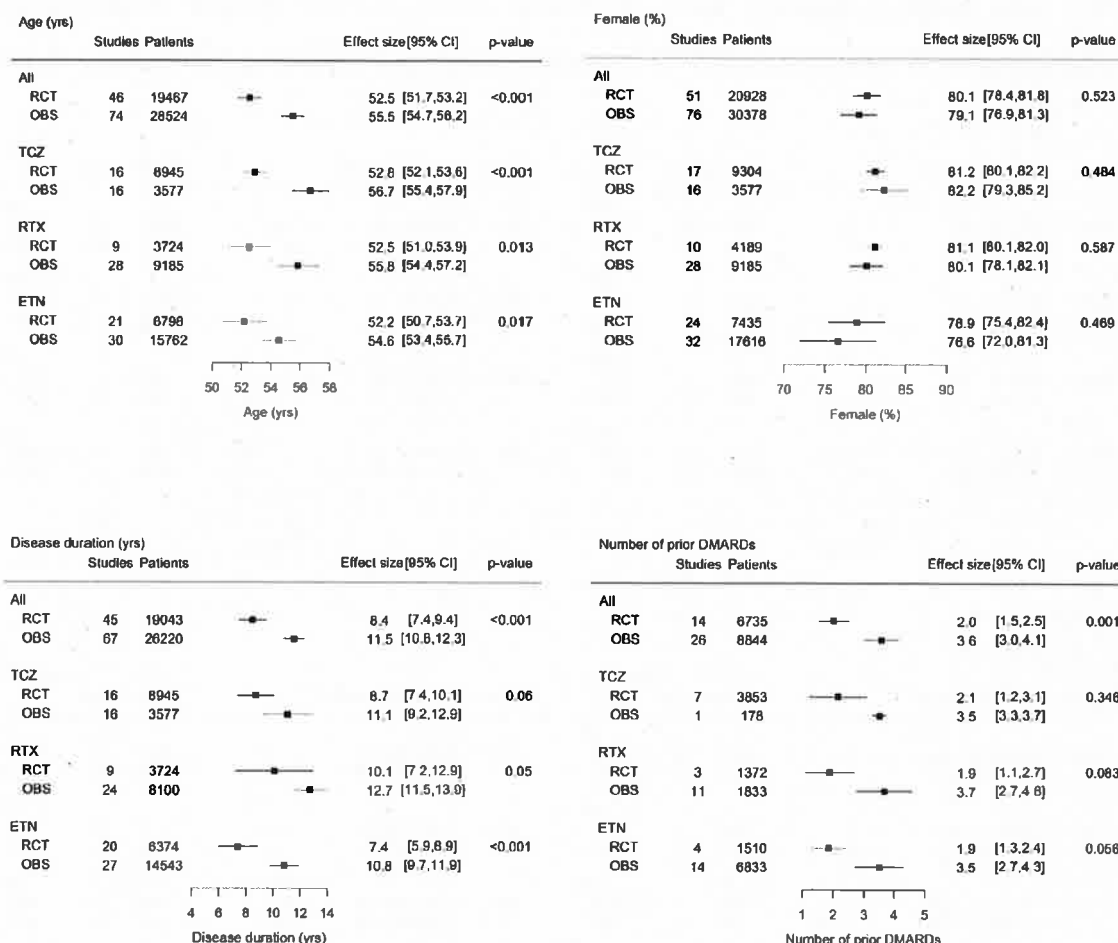 Age (yrs)
Studies Patients Effect size[95% CI] p-value
All
RCT 46 19467 52.5 [51.7,53.2] <0.001
OBS 74 28524 55.5 [54.7,56.2]
TCZ
RCT 16 8945 52.8 [52.1,53.6] <0.001
OBS 16 3577 56.7 [55.4,57.9]
RTX
RCT 9 3724 52.5 [51.0,53.9] 0.013
OBS 28 9185 55.8 [54.4,57.2]
ETN
RCT 21 6798 52.2 [50.7,53.7] 0.017
OBS 30 15762 54.6 [53.4,55.7]
50 52 54 56 58
Age (yrs)
Female (%)
Studies Patients Effect size[95% CI] p-value
All
RCT 51 20928 80.1 [78.4,81.8] 0.523
OBS 76 30378 79.1 [76.9,81.3]
TCZ
RCT 17 9304 81.2 [80.1,82.2] 0.484
OBS 16 3577 82.2 [79.3,85.2]
RTX
RCT 10 4189 81.1 [80.1,82.0] 0.587
OBS 28 9185 80.1 [78.1,82.1]
ETN
RCT 24 7435 78.9 [75.4,82.4] 0.469
OBS 32 17616 76.6 [72.0,81.3]
70 75 80 85 90
Female (%)
Disease duration (yrs)
Studies Patients Effect size[95% CI] p-value
All
RCT 45 19043 8.4 [7.4,9.4] <0.001
OBS 67 26220 11.5 [10.8,12.3]
TCZ
RCT 16 8945 8.7 [7.4,10.1] 0.06
OBS 16 3577 11.1 [9.2,12.9]
RTX
RCT 9 3724 10.1 [7.2,12.9] 0.05
OBS 24 8100 12.7 [11.5,13.9]
ETN
RCT 20 6374 7.4 [5.9,8.9] <0.001
OBS 27 14543 10.8 [9.7,11.9]
4 6 8 10 12 14
Disease duration (yrs)
Number of prior DMARDs
Studies Patients Effect size[95% CI] p-value
All
RCT 14 6735 2.0 [1.5,2.5] 0.001
OBS 26 8844 3.6 [3.0,4.1]
TCZ
RCT 7 3853 2.1 [1.2,3.1] 0.346
OBS 1 178 3.5 [3.3,3.7]
RTX
RCT 3 1372 1.9 [1.1,2.7] 0.083
OBS 11 1833 3.7 [2.7,4.6]
ETN
RCT 4 1510 1.9 [1.3,2.4] 0.056
OBS 14 6833 3.5 [2.7,4.3]
1 2 3 4 5
Number of prior DMARDs